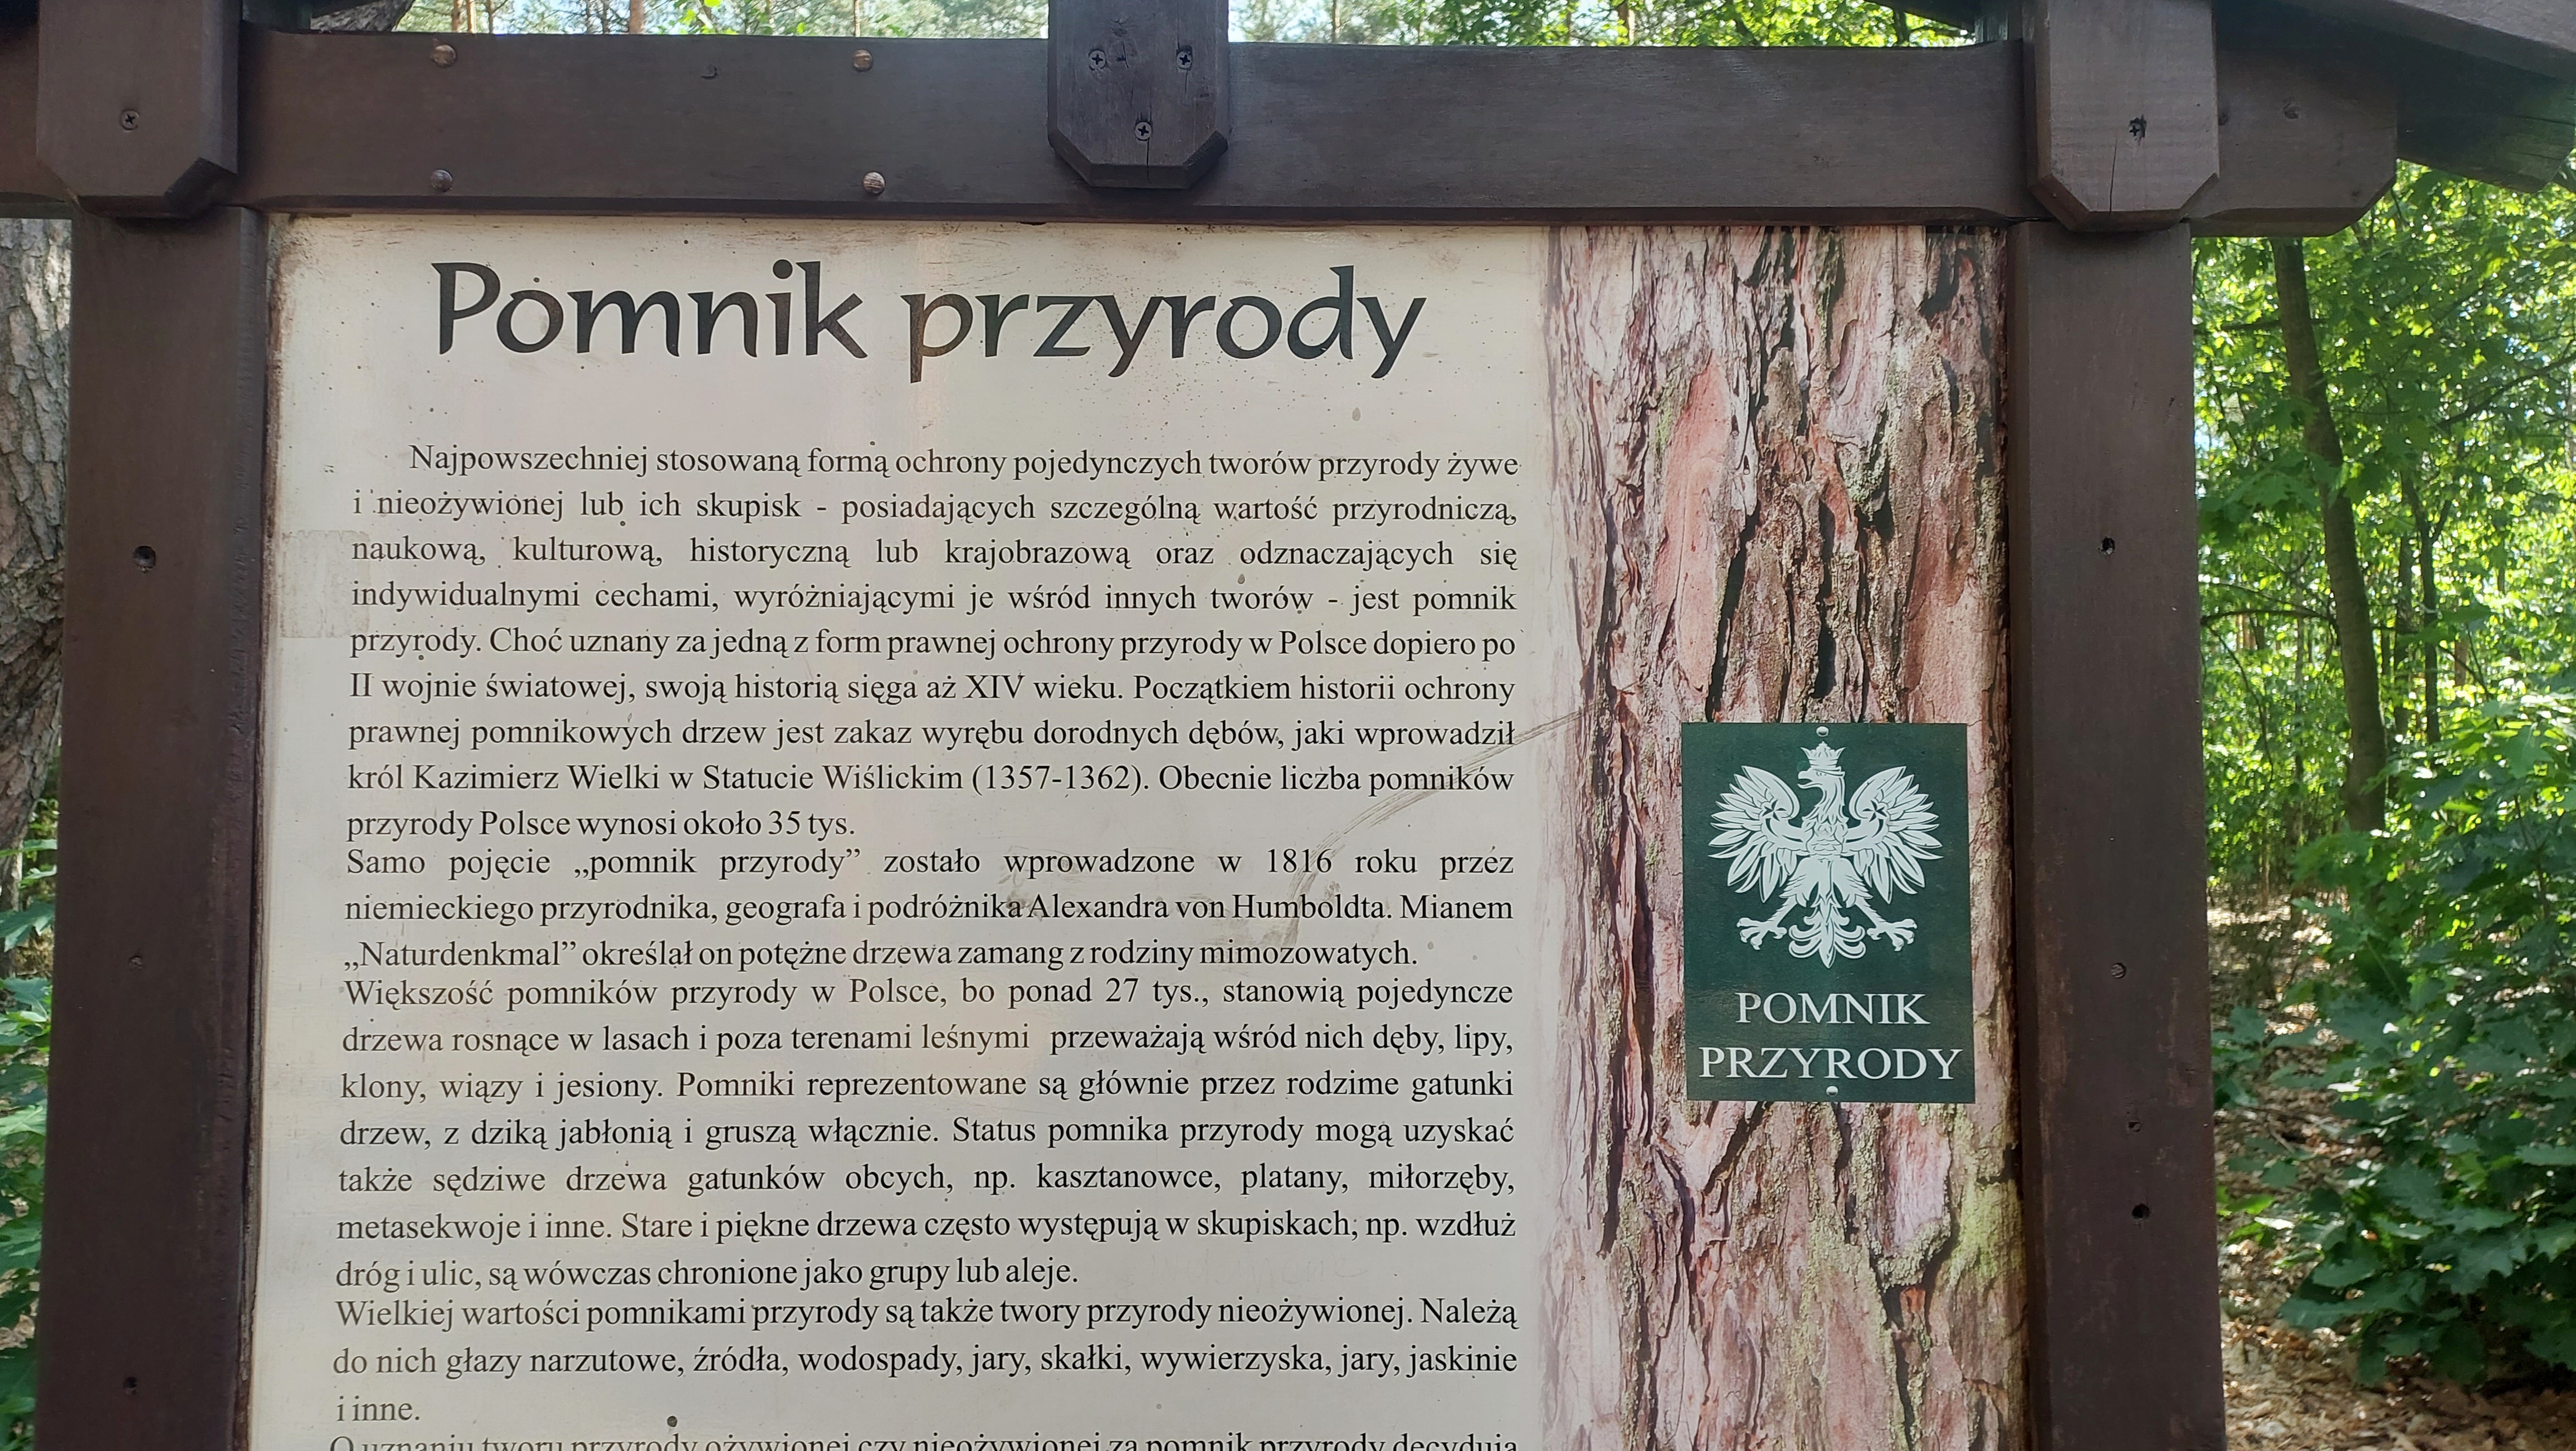 Pomnik przyrody
Najpowszechniej stosowaną formą ochrony pojedynczych tworów przyrody żywe
i nieożywionej lub ich skupisk - posiadających szczególną wartość przyrodniczą,
naukową, kulturową, historyczną lub krajobrazową oraz odznaczających się
indywidualnymi cechami, wyróżniającymi je wśród innych tworów - jest pomnik
przyrody. Choć uznany za jedną z form prawnej ochrony przyrody w Polsce dopiero po
II wojnie światowej, swoją historią sięga aż XIV wieku. Początkiem historii ochrony
prawnej pomnikowych drzew jest zakaz wyrębu dorodnych dębów, jaki wprowadził
król Kazimierz Wielki w Statucie Wiślickim (1357-1362). Obecnie liczba pomników
przyrody Polsce wynosi około 35 tys.
Samo pojęcie „pomnik przyrody” zostało wprowadzone w 1816 roku przez
niemieckiego przyrodnika, geografa i podróżnika Alexandra von Humboldta. Mianem
„Naturdenkmal” określał on potężne drzewa zamang z rodziny mimozowatych.
Większość pomników przyrody w Polsce, bo ponad 27 tys., stanowią pojedyncze
drzewa rosnące w lasach i poza terenami leśnymi przeważają wśród nich dęby, lipy,
klony, wiązy i jesiony. Pomniki reprezentowane są głównie przez rodzime gatunki
drzew, z dziką jabłonią i gruszą włącznie. Status pomnika przyrody mogą uzyskać
także sędziwe drzewa gatunków obcych, np. kasztanowce, platany, miłorzęby,
metasekwoje i inne. Stare i piękne drzewa często występują w skupiskach, np. wzdłuż
dróg i ulic, są wówczas chronione jako grupy lub aleje.
Wielkiej wartości pomnikami przyrody są także twory przyrody nieożywionej. Należą
do nich głazy narzutowe, źródła, wodospady, jary, skałki, wywierzyska, jary, jaskinie
i inne.
O uznaniu tworu przyrody ożywionej czy nieożywionej za pomnik przyrody decydują
POMNIK
PRZYRODY